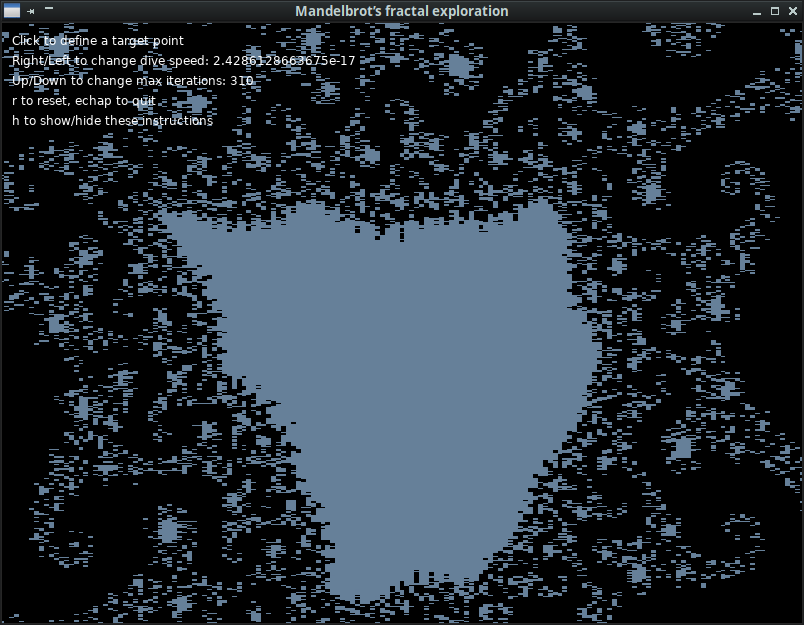 Mandelbrot's fractal exploration
Click to define a target point
Right/Left to change dive speed: 2.4286128663675e-17
Up/Down to change max iterations: 310
r to reset, echap to quit
h to show/hide these instructions